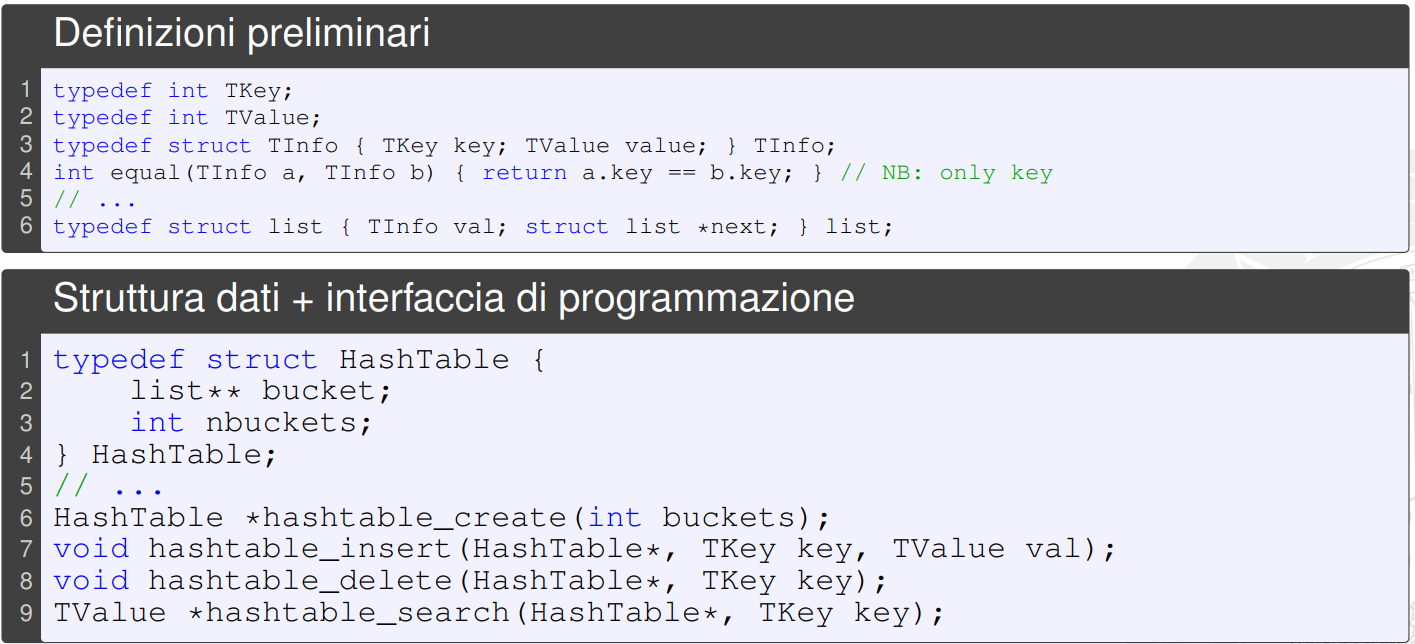 Definizioni preliminari
1 typedef int TKey;
2 typedef int TValue;
3 typedef struct TInfo { TKey key; TValue value; } TInfo;
4 int equal(TInfo a, TInfo b) { return a.key == b.key; } // NB: only key
5 // ...
6 typedef struct list { TInfo val; struct list *next; } list;
Struttura dati + interfaccia di programmazione
1 typedef struct HashTable {
2 list** bucket;
3 int nbuckets;
4 } HashTable;
5 // ...
6 HashTable *hashtable_create(int buckets);
7 void hashtable_insert(HashTable*, TKey key, TValue val);
8 void hashtable_delete(HashTable*, TKey key);
9 TValue *hashtable_search(HashTable*, TKey key);